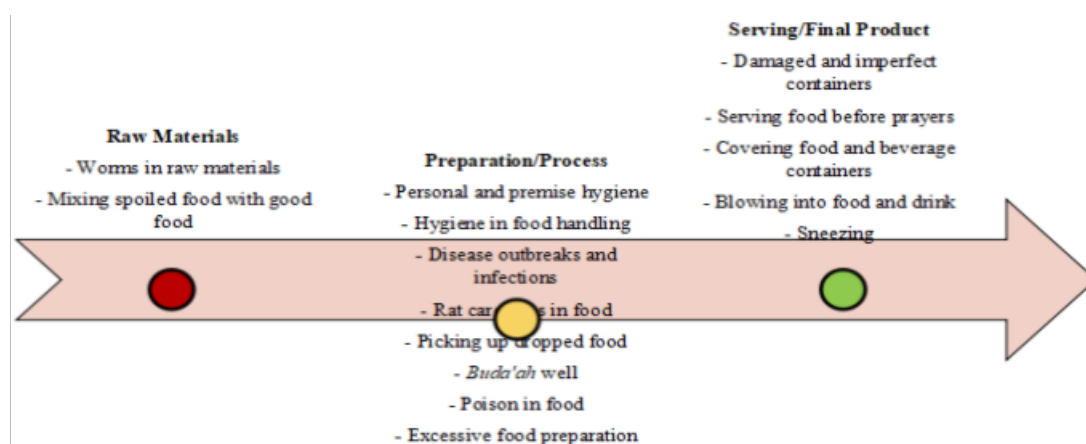 Raw Materials
- Worms in raw materials
- Mixing spoiled food with good
food
Preparation/Process
- Personal and premise hygiene
- Hygiene in food handling
- Disease outbreaks and
infections
- Rat in food
- Picking up dropped food
- Buda'ah well
- Poison in food
- Excessive food preparation
Serving/Final Product
- Damaged and imperfect
containers
- Serving food before prayers
- Covering food and beverage
containers
- Blowing into food and drink
- Sneezing